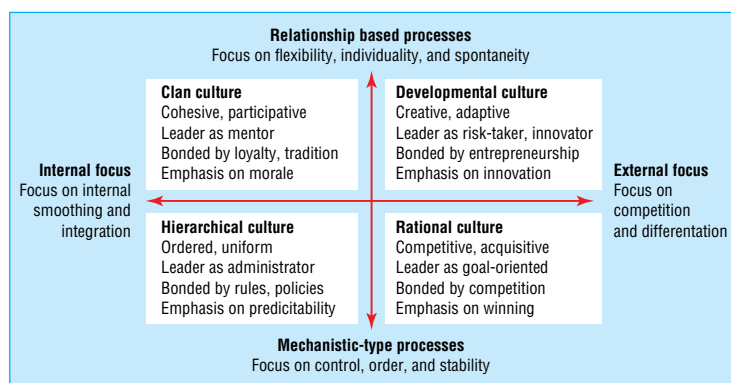 Relationship based processes
Focus on flexibility, individuality, and spontaneity
Clan culture
Cohesive, participative
Leader as mentor
Bonded by loyalty, tradition
Emphasis on morale
Developmental culture
Creative, adaptive
Leader as risk-taker, innovator
Bonded by entrepreneurship
Emphasis on innovation
Internal focus
Focus on internal
smoothing and
integration
External focus
Focus on
competition
and differentation
Hierarchical culture
Ordered, uniform
Leader as administrator
Bonded by rules, policies
Emphasis on predicitability
Rational culture
Competitive, acquisitive
Leader as goal-oriented
Bonded by competition
Emphasis on winning
Mechanistic-type processes
Focus on control, order, and stability